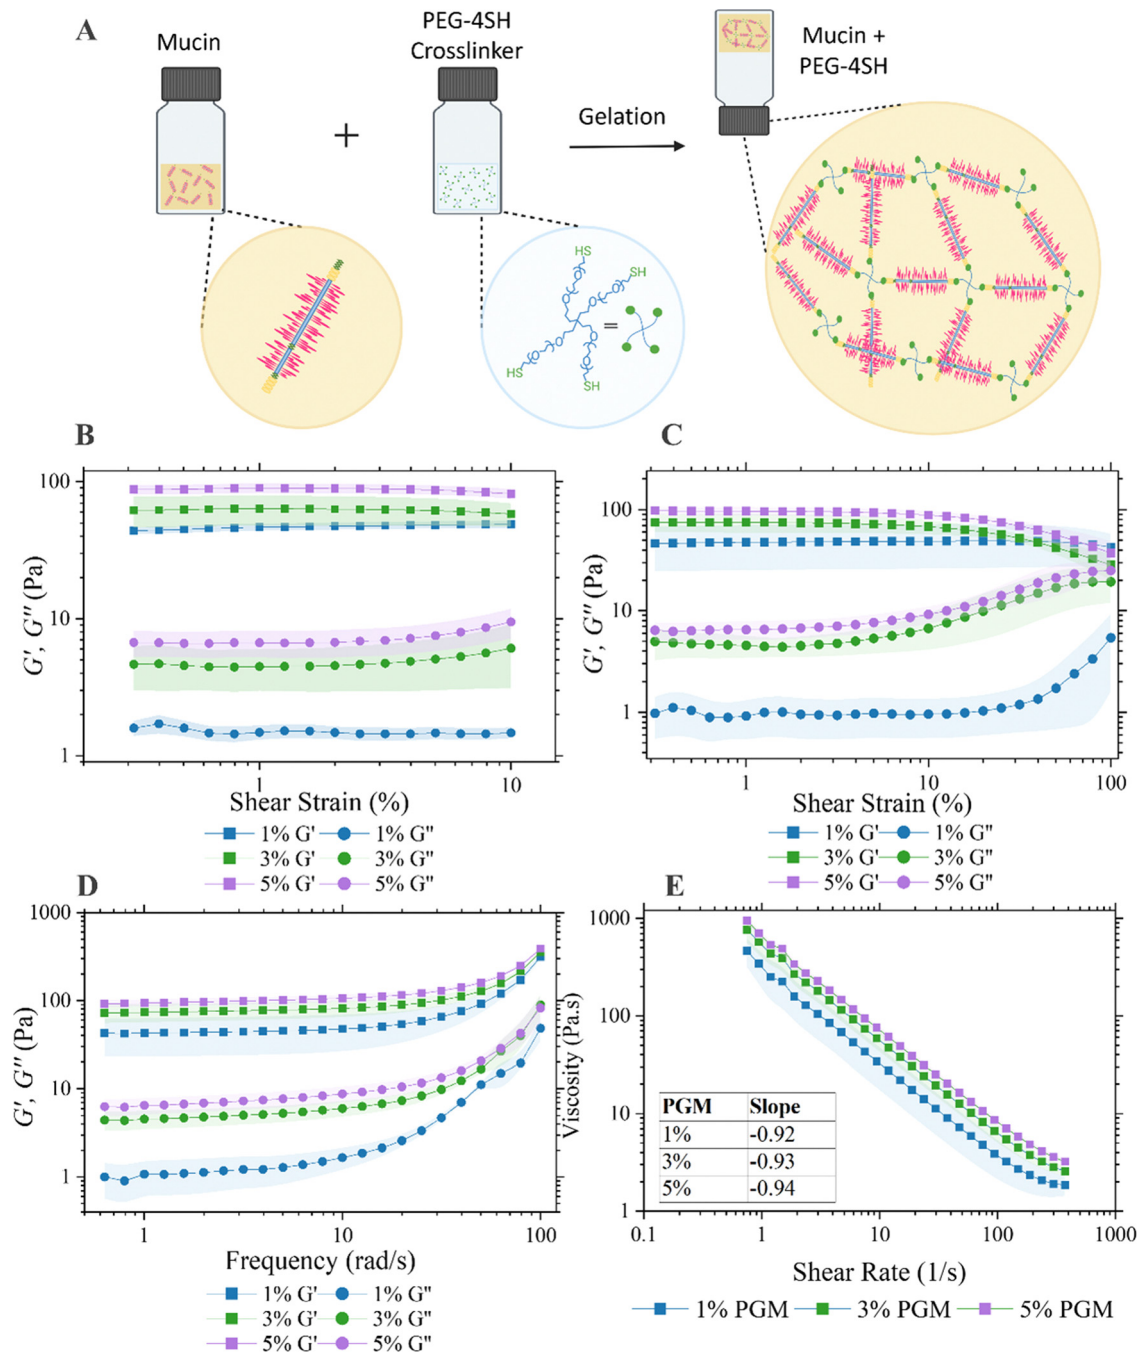 A
Mucin
+
PEG-4SH
Crosslinker
Gelation
Mucin +
PEG-4SH
HS
SH
=
HS
SH
O
O
O
O
O
O
O
O
B
G', G'' (Pa)
100
10
1
1
10
Shear Strain (%)
1% G' 1% G''
3% G' 3% G''
5% G' 5% G''
C
G', G'' (Pa)
100
10
1
1
10
100
Shear Strain (%)
1% G' 1% G''
3% G' 3% G''
5% G' 5% G''
D
G', G'' (Pa)
1000
100
10
1
1
10
100
Frequency (rad/s)
1% G' 1% G''
3% G' 3% G''
5% G' 5% G''
E
Viscosity (Pa.s)
1000
100
10
1
PGM Slope
1% -0.92
3% -0.93
5% -0.94
0.1
1
10
100
1000
Shear Rate (1/s)
1% PGM 3% PGM 5% PGM